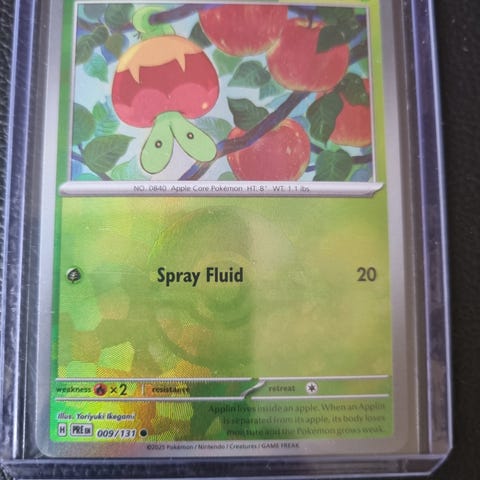 NO. 0840 Apple Core Pokémon HT: 8" WT: 1.1 lbs
Spray Fluid 20
weakness ×2 resistance retreat
Illus. Yoriyuki Ikegami
H PRE EN 009/131
Applin lives inside an apple. When an Applin
is separated from its apple, its body loses
moisture and the Pokémon grows weak.
©2025 Pokémon / Nintendo / Creatures / GAME FREAK